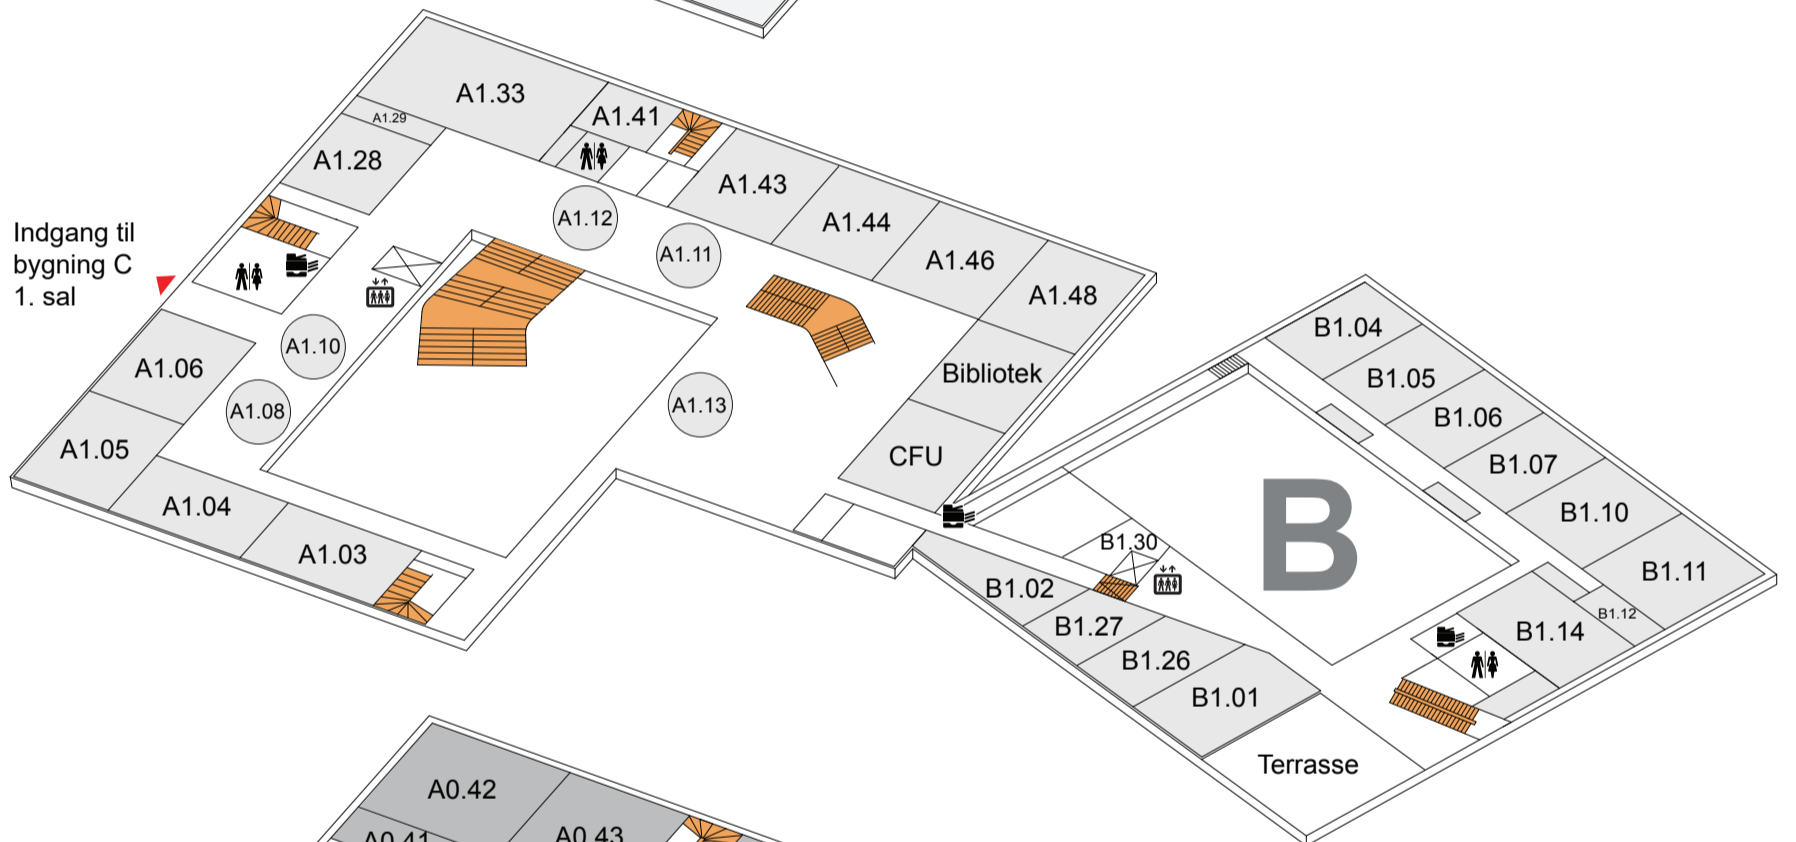 A1.33
A1.41
A1.29
A1.28
A1.43
A1.44
A1.46
A1.48
A1.12
A1.11
Indgang til
bygning C
1. sal
A1.10
A1.06
A1.08
A1.05
A1.04
A1.03
A1.13
Bibliotek
CFU
B1.04
B1.05
B1.06
B1.07
B1.10
B1.11
B1.12
B1.14
B
B1.30
B1.02
B1.27
B1.26
B1.01
Terrasse
A0.42
A0.41
A0.43